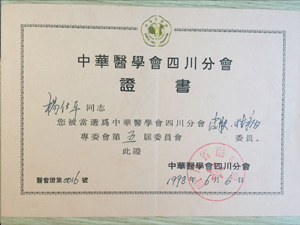 中華醫學會四川分會
證書
同志
您被當選爲中華醫學會四川分會
專委會第五屆委員會 委員。
此證
中華醫學會四川分會
1993年6月6日
醫會證第0016號